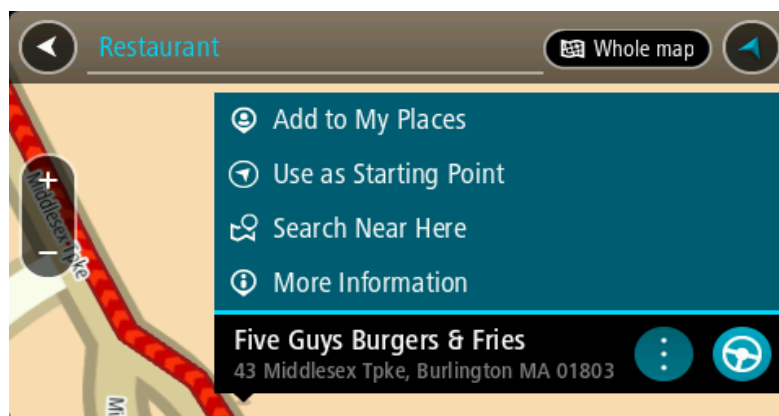 Restaurant
Whole map
Add to My Places
Use as Starting Point
Search Near Here
More Information
Middlesex Tpke
Five Guys Burgers & Fries
43 Middlesex Tpke, Burlington MA 01803
Mi